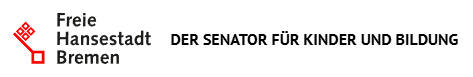 Freie
Hansestadt
Bremen
DER SENATOR FÜR KINDER UND BILDUNG